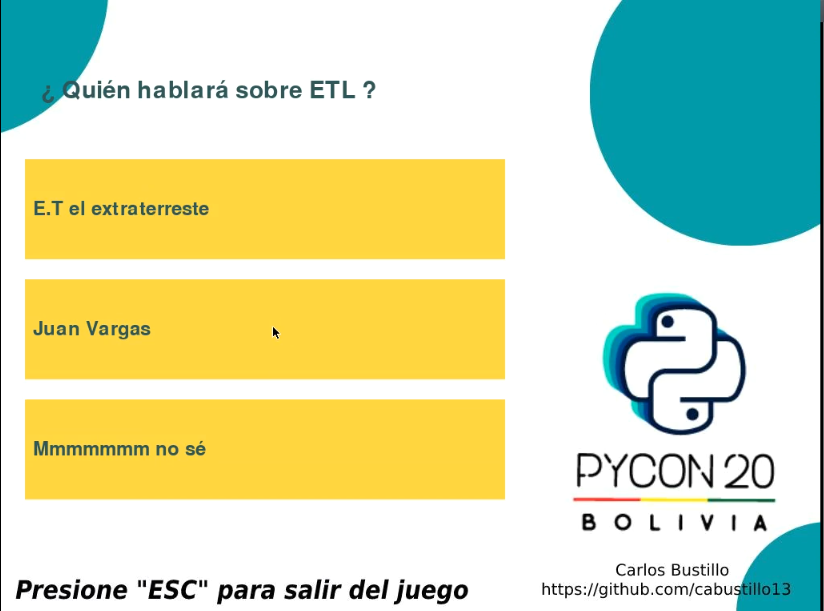 ¿ Quién hablará sobre ETL ?
E.T el extraterreste
Juan Vargas
Mmmmmmm no sé
PYCON 20
BOLIVIA
Presione "ESC" para salir del juego
Carlos Bustillo
https://github.com/cabustillo13